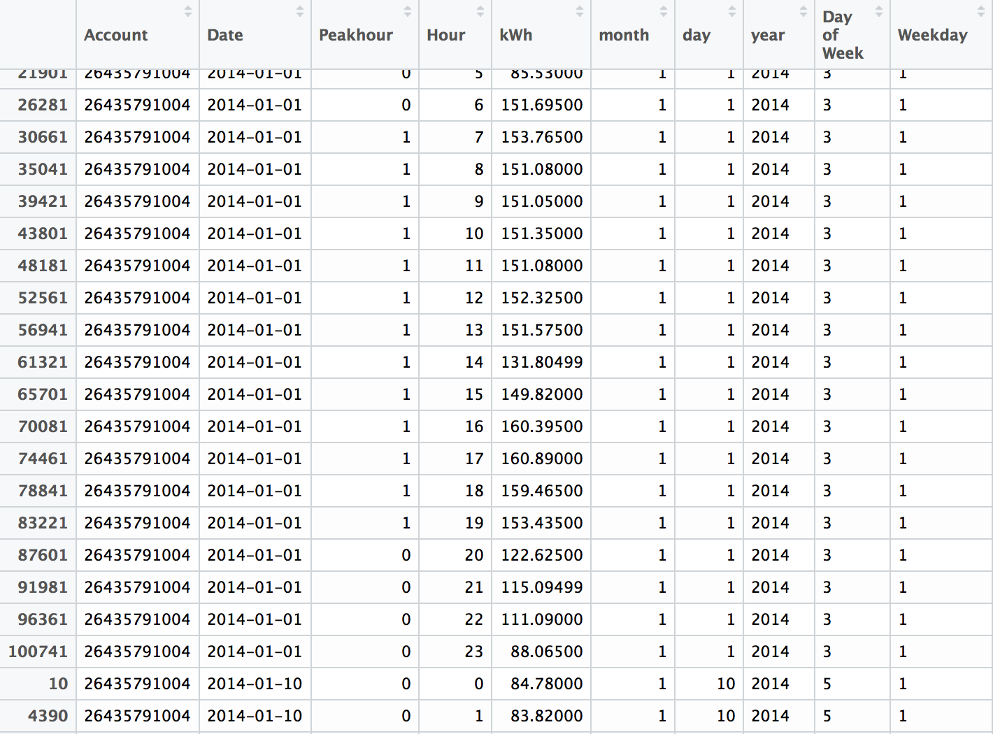 Account Date Peakhour Hour kWh month day year Day of Week Weekday
21901 26435791004 2014-01-01 0 5 85.53000 1 1 2014 3 1
26281 26435791004 2014-01-01 0 6 151.69500 1 1 2014 3 1
30661 26435791004 2014-01-01 1 7 153.76500 1 1 2014 3 1
35041 26435791004 2014-01-01 1 8 151.08000 1 1 2014 3 1
39421 26435791004 2014-01-01 1 9 151.05000 1 1 2014 3 1
43801 26435791004 2014-01-01 1 10 151.35000 1 1 2014 3 1
48181 26435791004 2014-01-01 1 11 151.08000 1 1 2014 3 1
52561 26435791004 2014-01-01 1 12 152.32500 1 1 2014 3 1
56941 26435791004 2014-01-01 1 13 151.57500 1 1 2014 3 1
61321 26435791004 2014-01-01 1 14 131.80499 1 1 2014 3 1
65701 26435791004 2014-01-01 1 15 149.82000 1 1 2014 3 1
70081 26435791004 2014-01-01 1 16 160.39500 1 1 2014 3 1
74461 26435791004 2014-01-01 1 17 160.89000 1 1 2014 3 1
78841 26435791004 2014-01-01 1 18 159.46500 1 1 2014 3 1
83221 26435791004 2014-01-01 1 19 153.43500 1 1 2014 3 1
87601 26435791004 2014-01-01 0 20 122.62500 1 1 2014 3 1
91981 26435791004 2014-01-01 0 21 115.09499 1 1 2014 3 1
96361 26435791004 2014-01-01 0 22 111.09000 1 1 2014 3 1
100741 26435791004 2014-01-01 0 23 88.06500 1 1 2014 3 1
10 26435791004 2014-01-10 0 0 84.78000 1 10 2014 5 1
4390 26435791004 2014-01-10 0 1 83.82000 1 10 2014 5 1